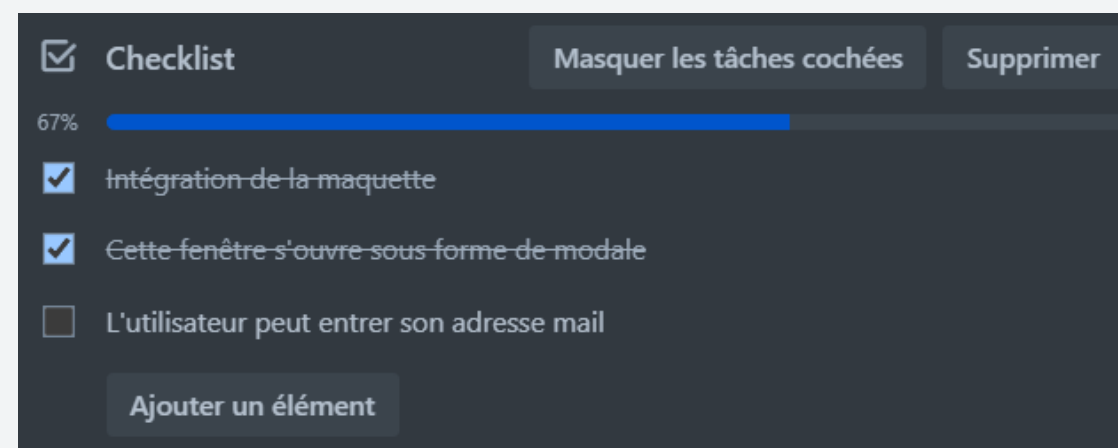 Checklist Masquer les tâches cochées Supprimer
67%
Intégration de la maquette
Cette fenêtre s'ouvre sous forme de modale
L'utilisateur peut entrer son adresse mail
Ajouter un élément